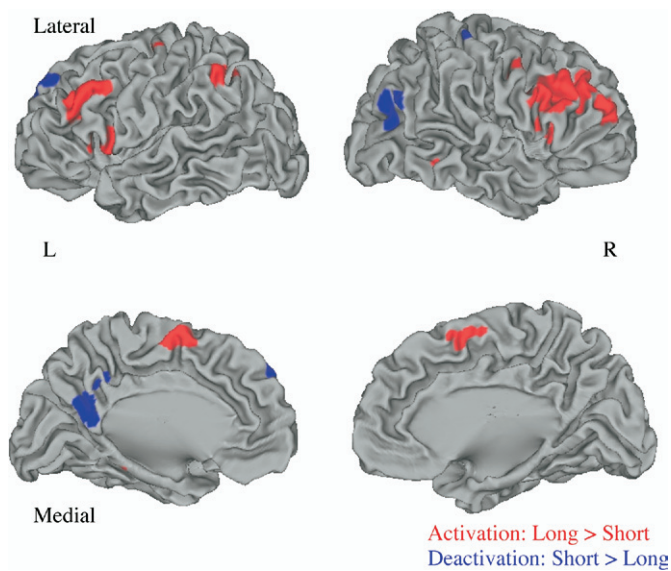 Lateral
L
R
Medial
Activation: Long > Short
Deactivation: Short > Long